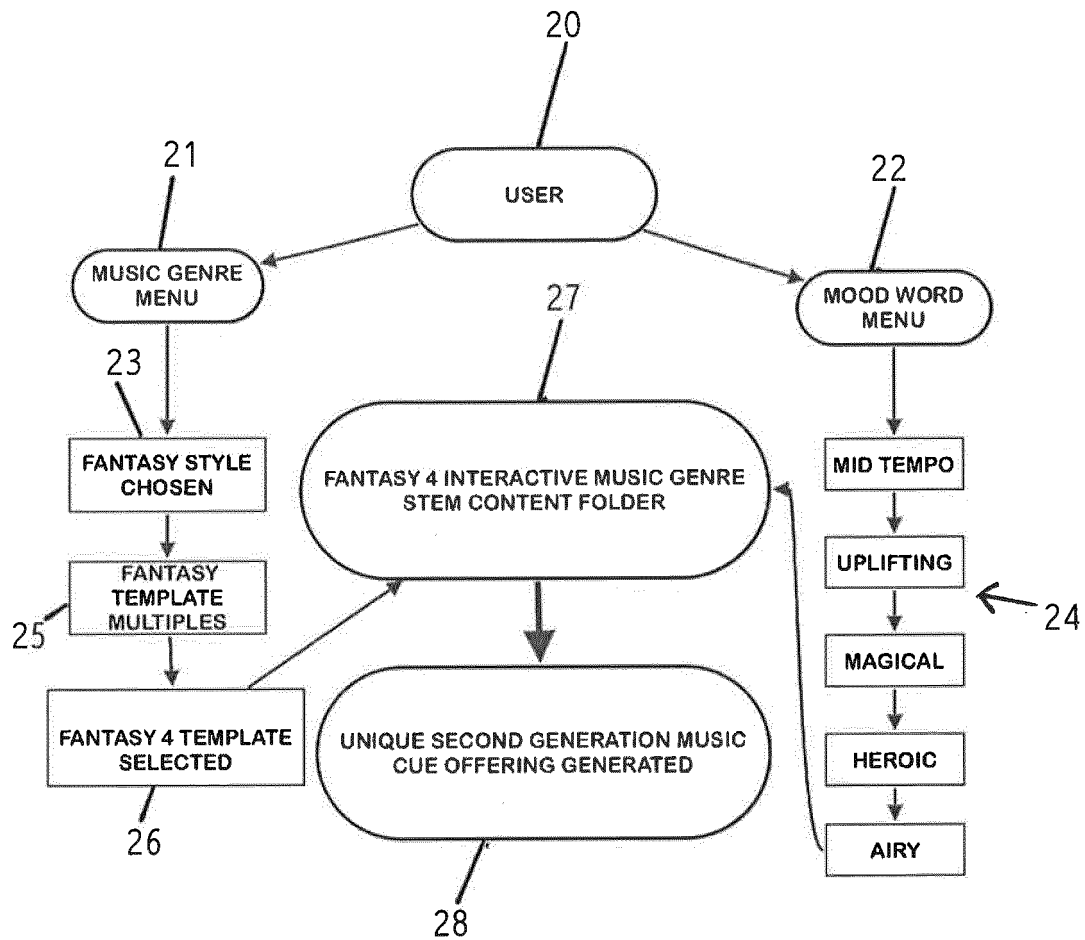 20
USER
21
MUSIC GENRE
MENU
22
MOOD WORD
MENU
23
FANTASY STYLE
CHOSEN
27
FANTASY 4 INTERACTIVE MUSIC GENRE
STEM CONTENT FOLDER
MID TEMPO
UPLIFTING
24
MAGICAL
HEROIC
AIRY
25
FANTASY
TEMPLATE
MULTIPLES
FANTASY 4 TEMPLATE
SELECTED
26
UNIQUE SECOND GENERATION MUSIC
CUE OFFERING GENERATED
28